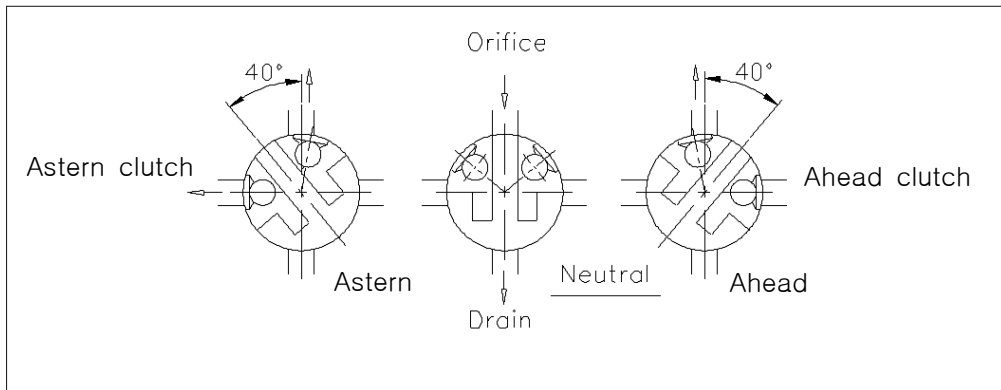 Orifice
40°
40°
Astern clutch
Ahead clutch
Astern
Neutral
Ahead
Drain